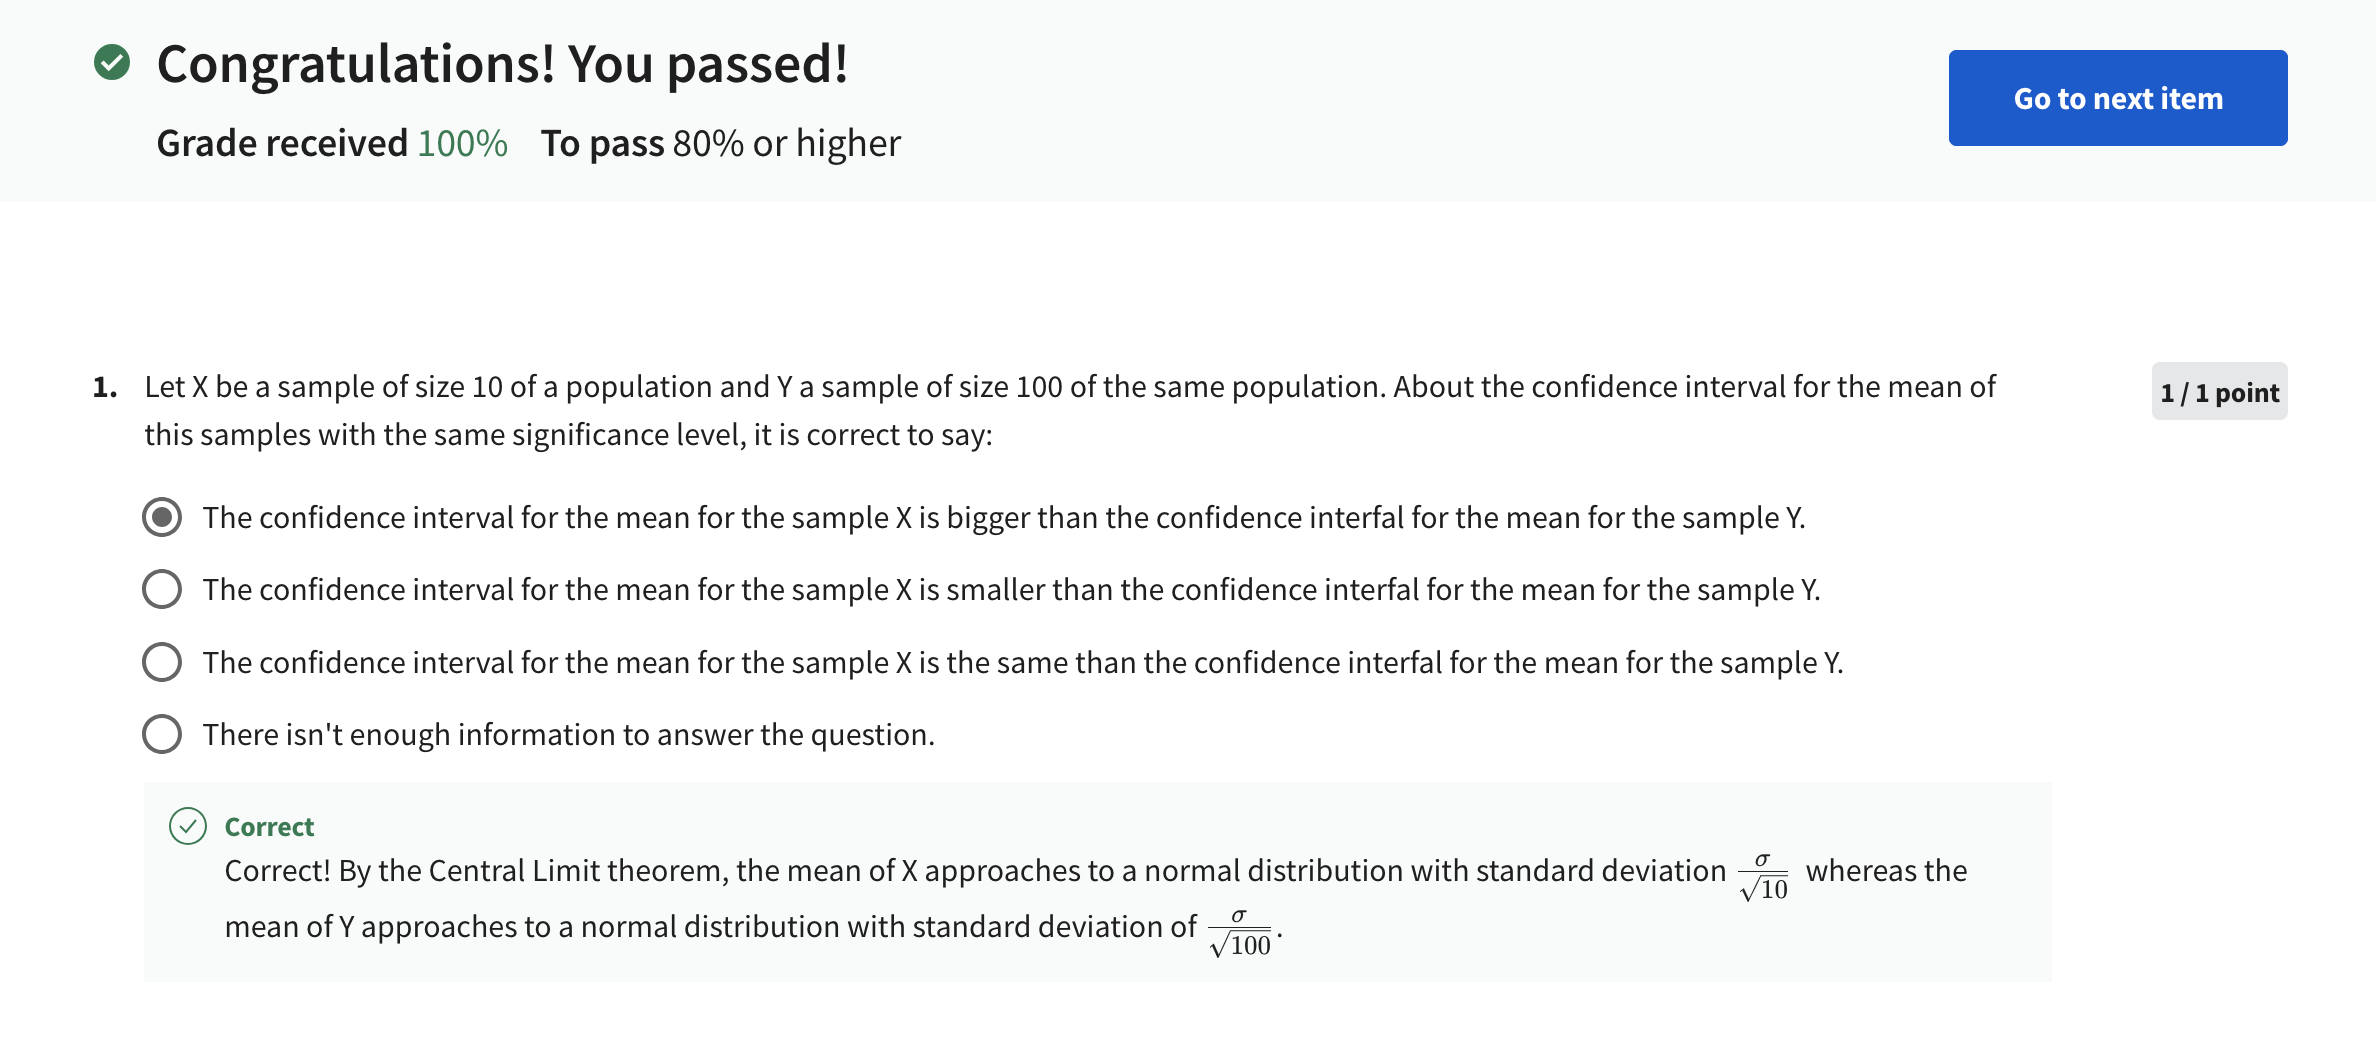 Congratulations! You passed!
Go to next item
Grade received 100% To pass 80% or higher
1. Let X be a sample of size 10 of a population and Y a sample of size 100 of the same population. About the confidence interval for the mean of
1 / 1 point
this samples with the same significance level, it is correct to say:
The confidence interval for the mean for the sample X is bigger than the confidence interfal for the mean for the sample Y.
The confidence interval for the mean for the sample X is smaller than the confidence interfal for the mean for the sample Y.
The confidence interval for the mean for the sample X is the same than the confidence interfal for the mean for the sample Y.
There isn't enough information to answer the question.
Correct
Correct! By the Central Limit theorem, the mean of X approaches to a normal distribution with standard deviation σ/√10 whereas the
mean of Y approaches to a normal distribution with standard deviation of σ/√100.